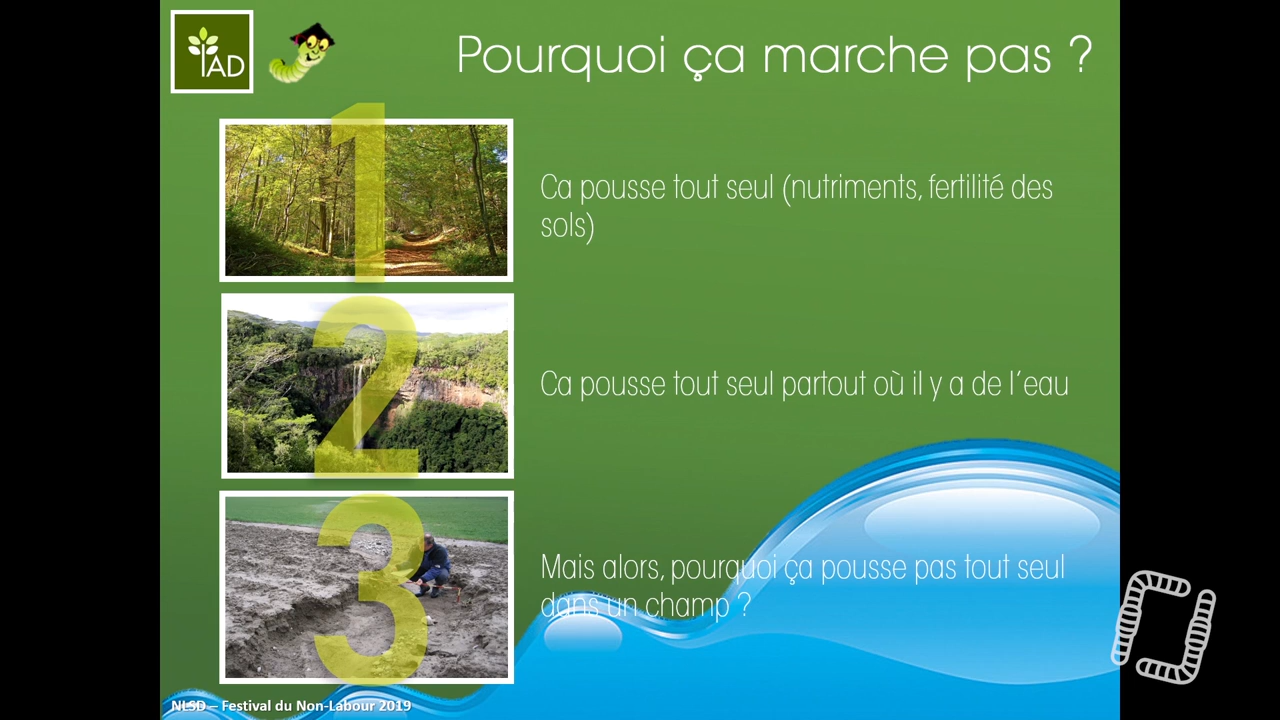 IAD
Pourquoi ça marche pas ?
1
Ca pousse tout seul (nutriments, fertilité des
sols)
2
Ca pousse tout seul partout où il y a de l´eau
3
Mais alors, pourquoi ça pousse pas tout seul
dans un champ ?
NLSD – Festival du Non-Labour 2019